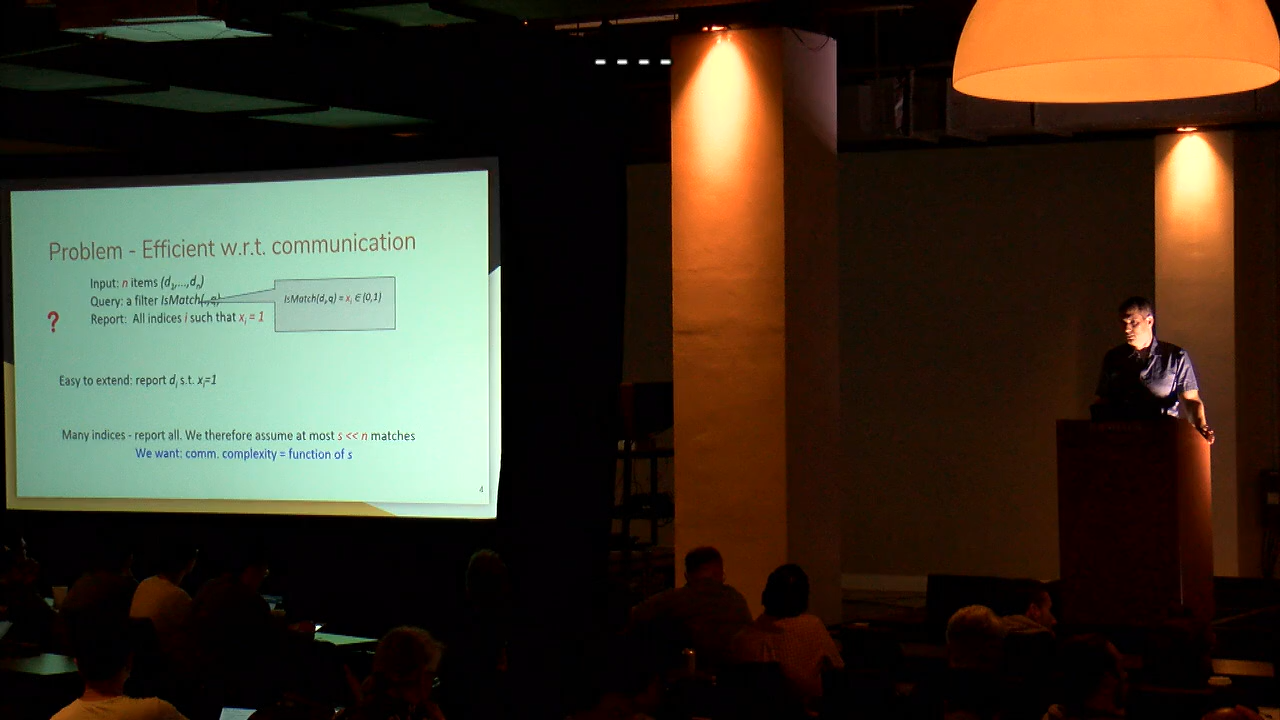 Problem - Efficient w.r.t. communication
Input: n items (d₁,...,dₙ)
Query: a filter IsMatch(.,q)
IsMatch(dᵢ,q) = xᵢ ∈ {0,1}
? Report: All indices i such that xᵢ = 1
Easy to extend: report dᵢ s.t. xᵢ=1
Many indices - report all. We therefore assume at most s << n matches
We want: comm. complexity = function of s
4